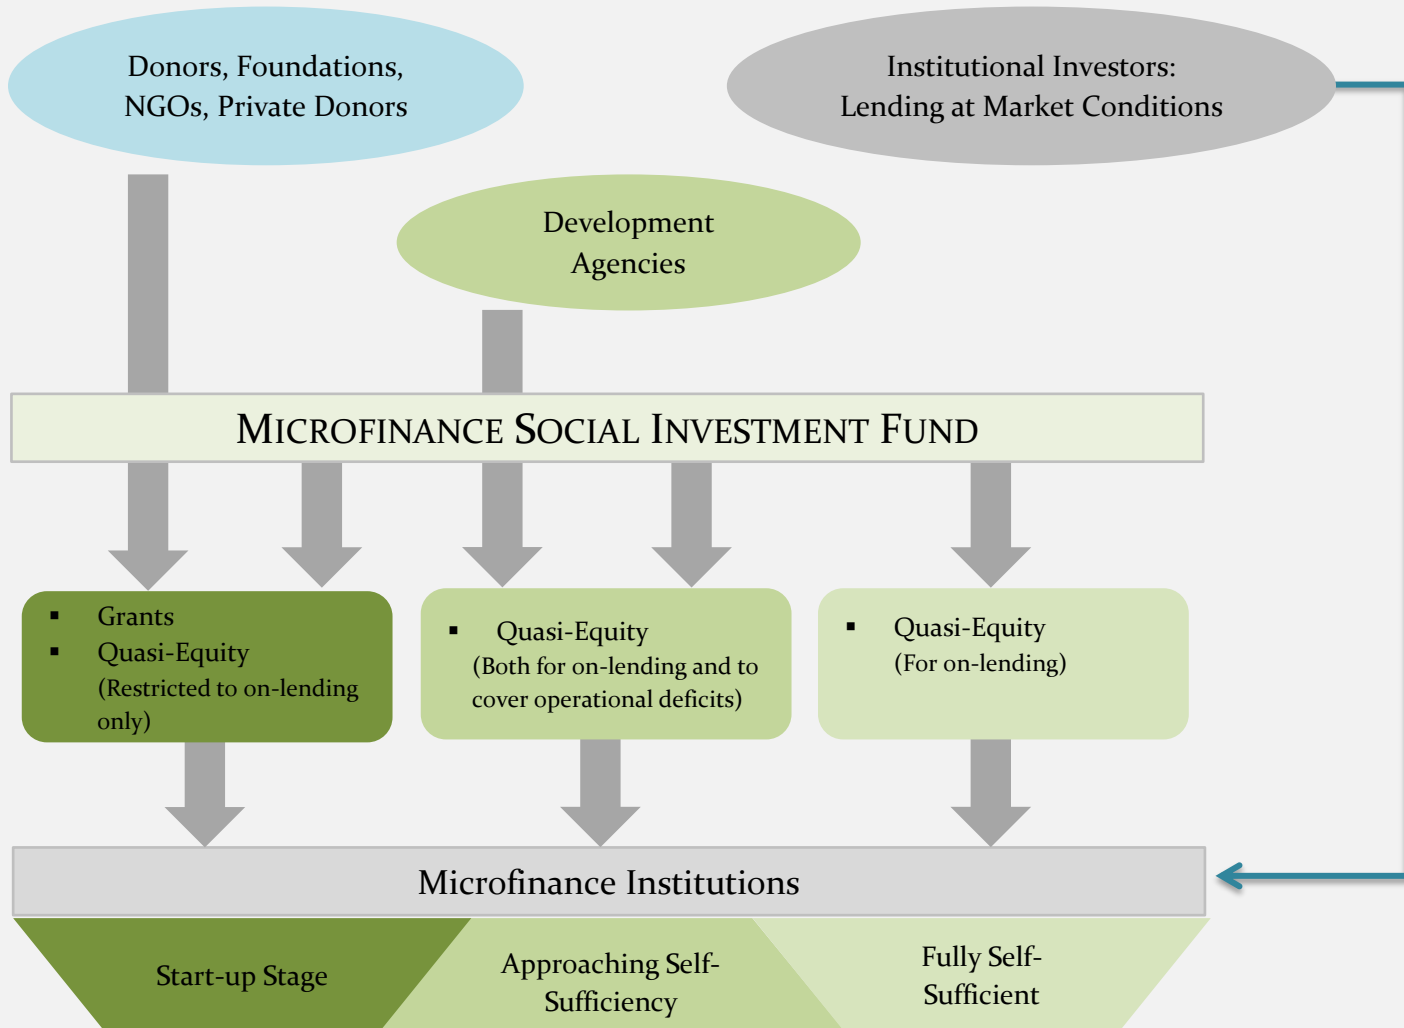 Donors, Foundations,
NGOs, Private Donors
Institutional Investors:
Lending at Market Conditions
Development
Agencies
MICROFINANCE SOCIAL INVESTMENT FUND
▪ Grants
▪ Quasi-Equity
(Restricted to on-lending
only)
▪ Quasi-Equity
(Both for on-lending and to
cover operational deficits)
▪ Quasi-Equity
(For on-lending)
Microfinance Institutions
Start-up Stage
Approaching Self-
Sufficiency
Fully Self-
Sufficient